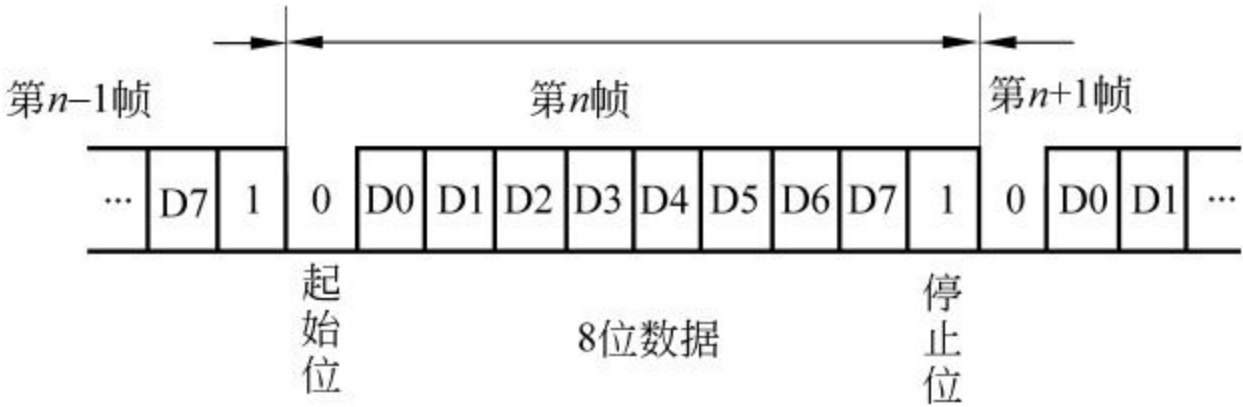 第n–1帧 第n帧 第n+1帧
... D7 1 0 D0 D1 D2 D3 D4 D5 D6 D7 1 0 D0 D1 ...
起始位 8位数据 停止位